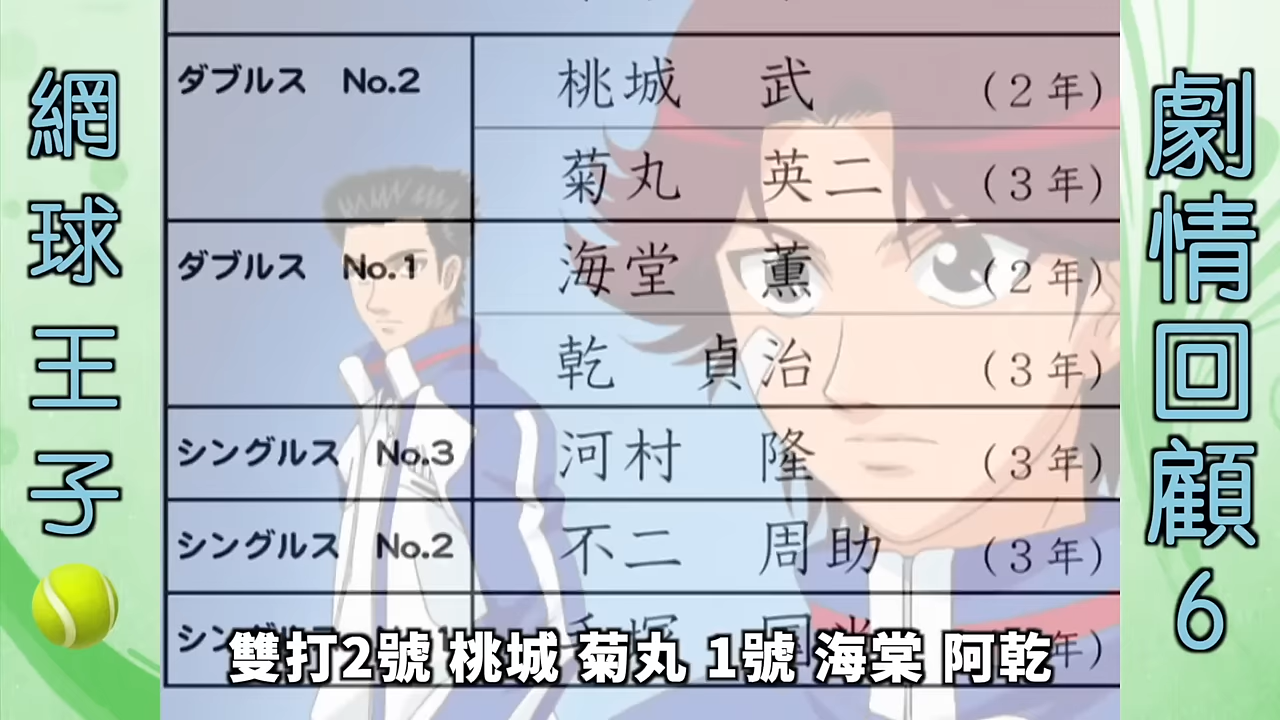 網球王子
ダブルス No.2 桃城 武 (2年)
菊丸 英二 (3年)
ダブルス No.1 海堂 薫 (2年)
乾 貞治 (3年)
シングルス No.3 河村 隆 (3年)
シングルス No.2 不二 周助 (3年)
雙打2號 桃城 菊丸 1號 海棠 阿乾
劇情回顧6